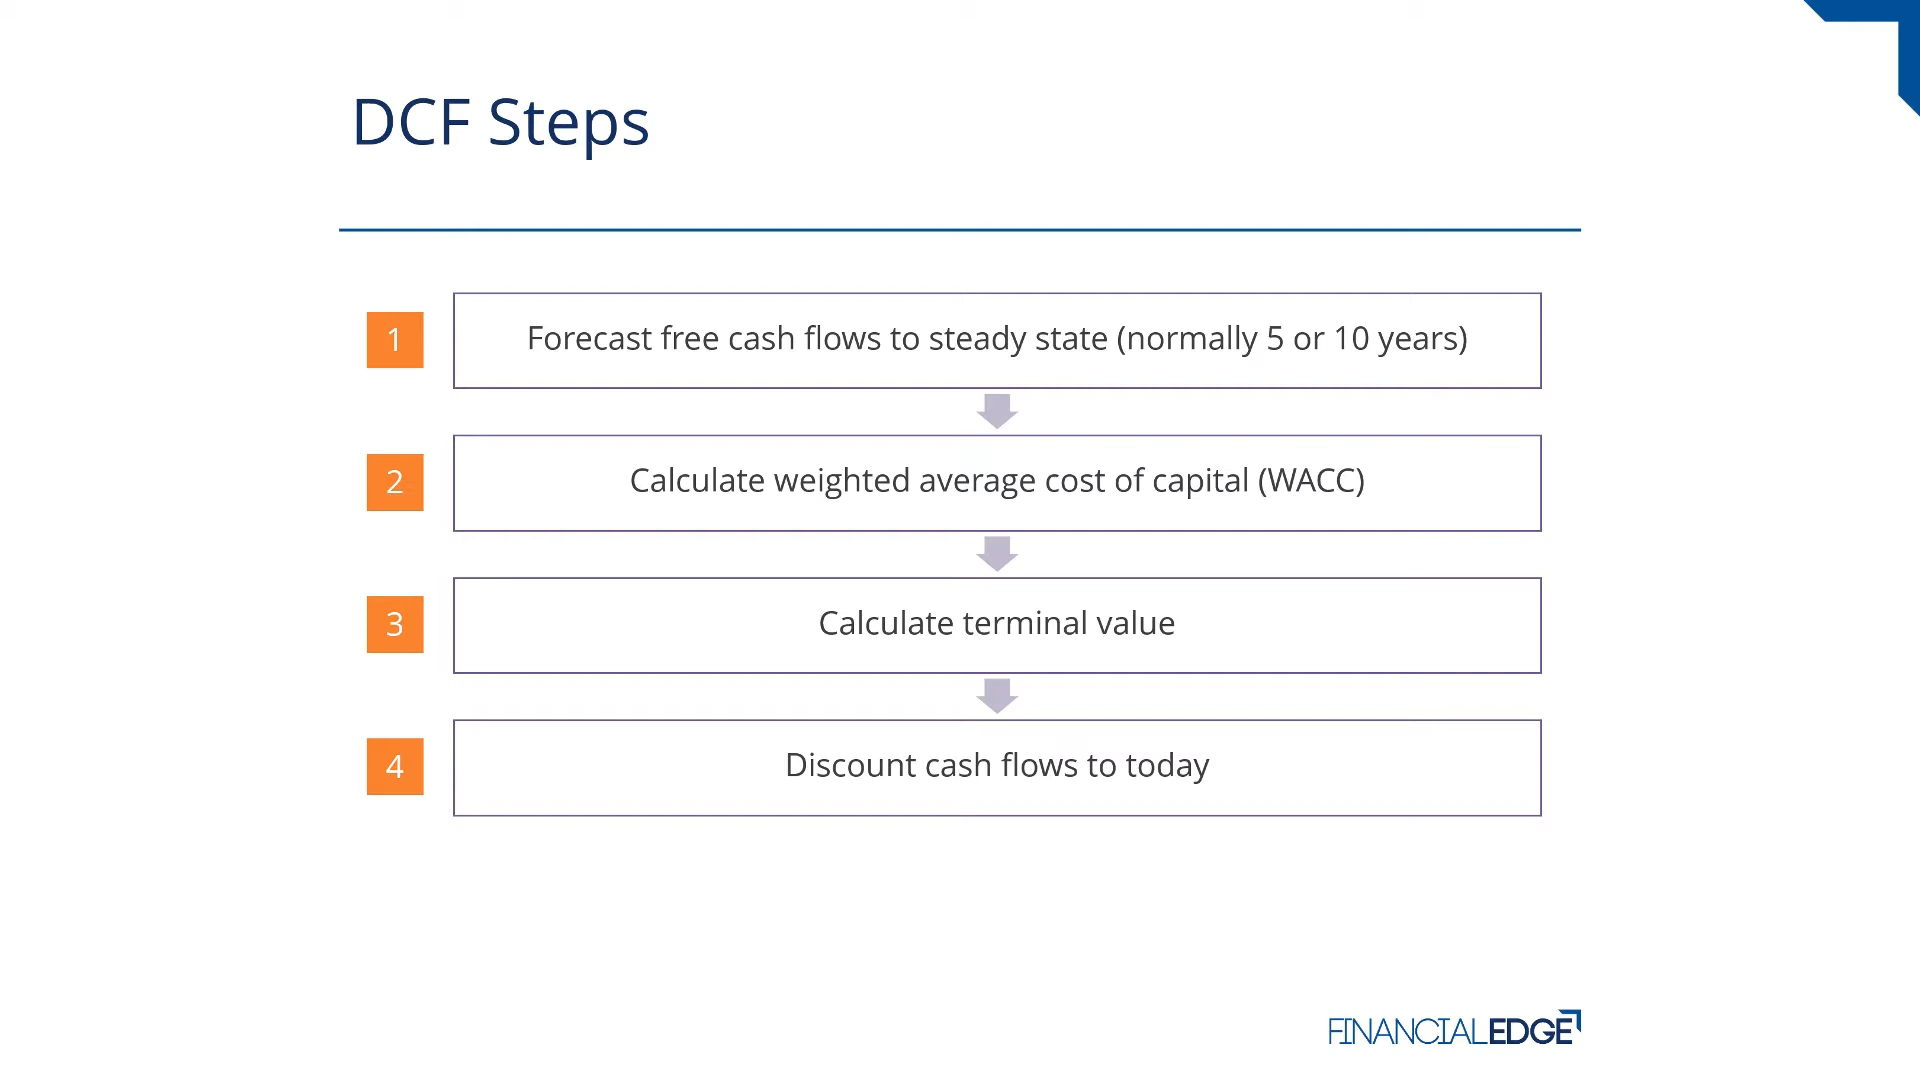 DCF Steps
1
Forecast free cash flows to steady state (normally 5 or 10 years)
2
Calculate weighted average cost of capital (WACC)
3
Calculate terminal value
4
Discount cash flows to today
FINANCIALEDGE